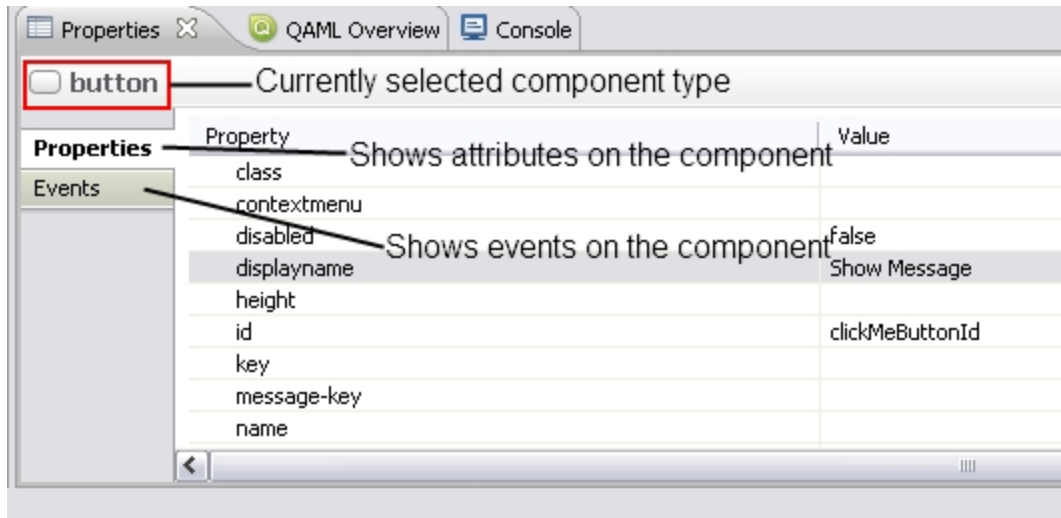 Properties QAML Overview Console
button Currently selected component type
Properties Property Value
Shows attributes on the component
class
Events
contextmenu
disabled false
Shows events on the component
displayname Show Message
height
id clickMeButtonId
key
message-key
name